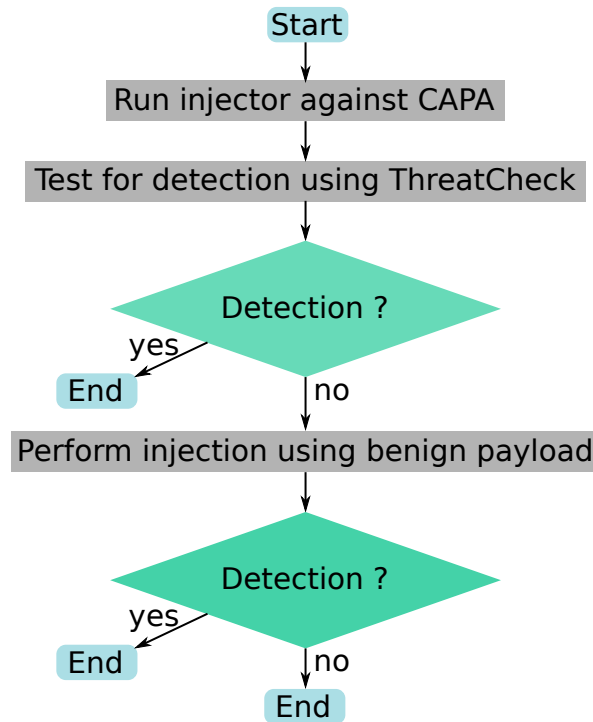 Start
Run injector against CAPA
Test for detection using ThreatCheck
Detection ?
yes
End
no
Perform injection using benign payload
Detection ?
yes
End
no
End